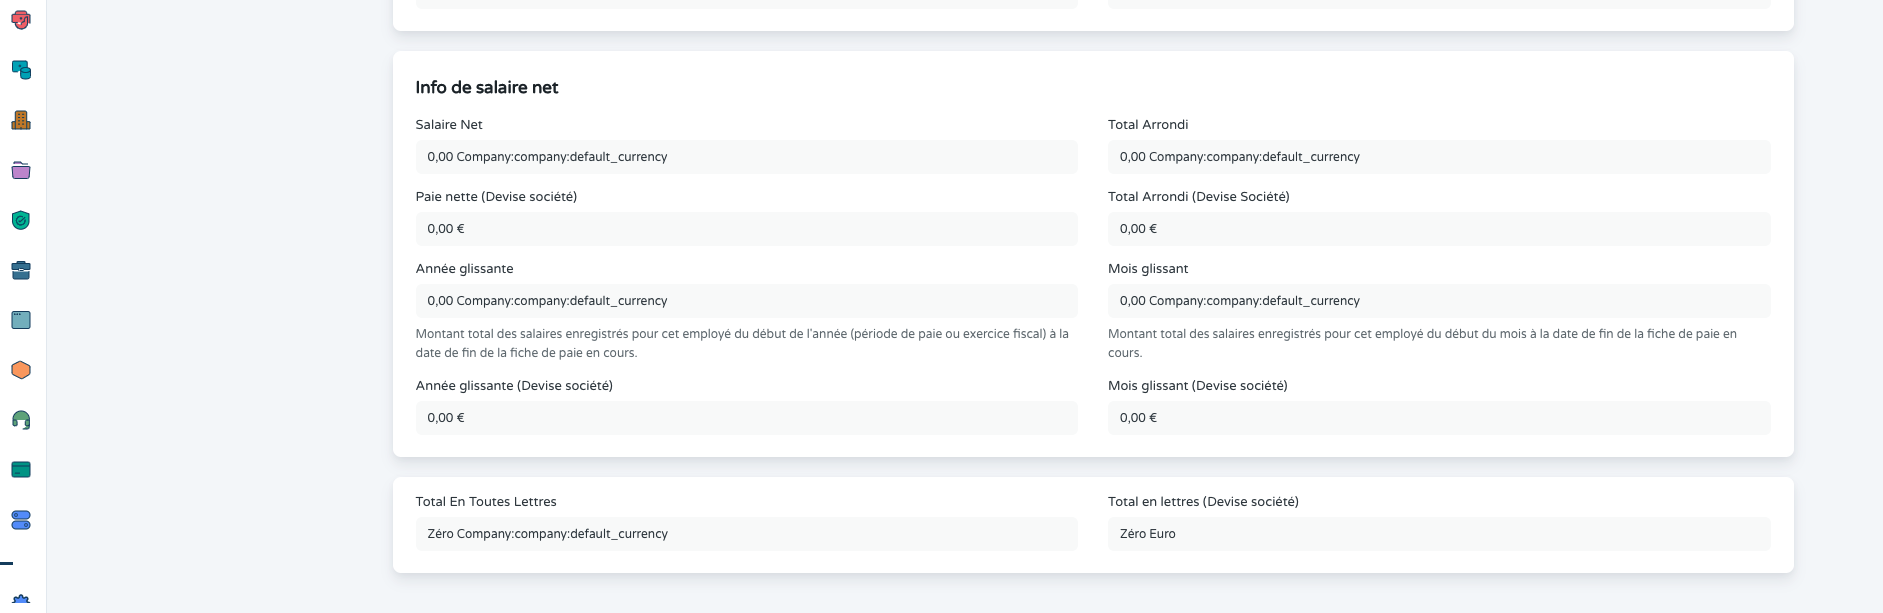 Info de salaire net
Salaire Net
Total Arrondi
0,00 Company:company:default_currency
0,00 Company:company:default_currency
Paie nette (Devise société)
Total Arrondi (Devise Société)
0,00 €
0,00 €
Année glissante
Mois glissant
0,00 Company:company:default_currency
0,00 Company:company:default_currency
Montant total des salaires enregistrés pour cet employé du début de l'année (période de paie ou exercice fiscal) à la
date de fin de la fiche de paie en cours.
Montant total des salaires enregistrés pour cet employé du début du mois à la date de fin de la fiche de paie en
cours.
Année glissante (Devise société)
Mois glissant (Devise société)
0,00 €
0,00 €
Total En Toutes Lettres
Total en lettres (Devise société)
Zéro Company:company:default_currency
Zéro Euro